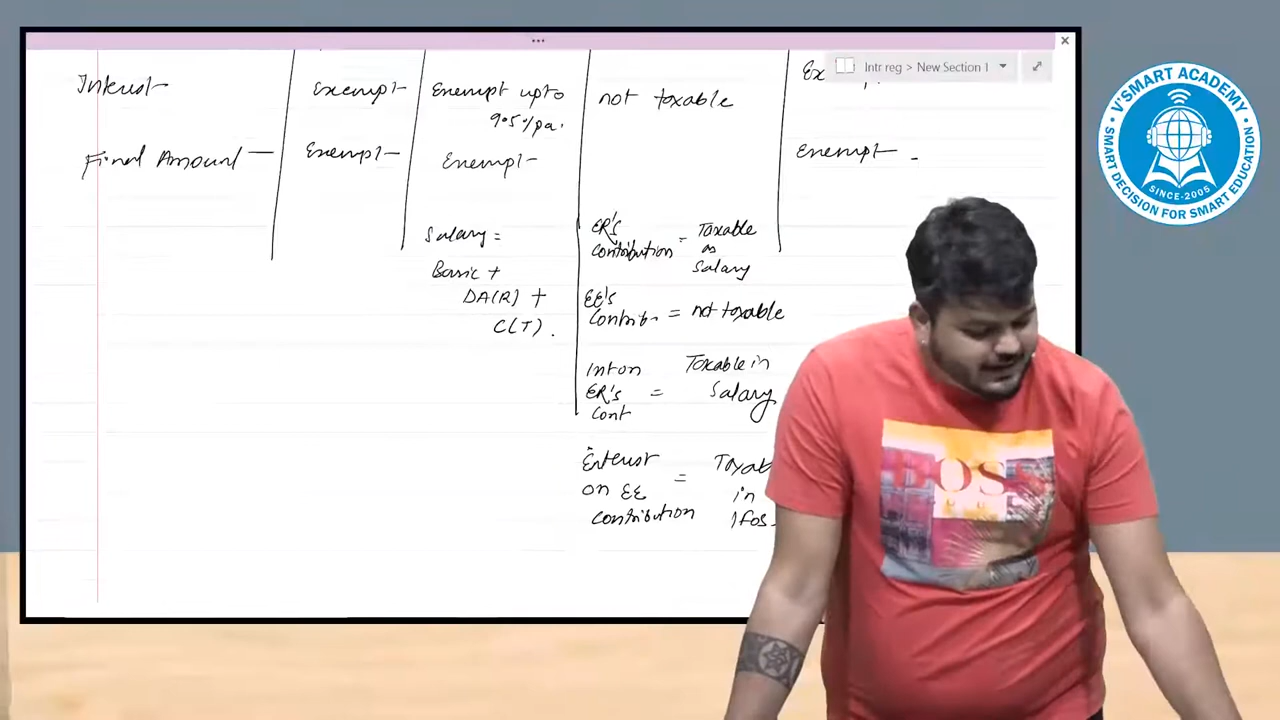 Intr reg > New Section 1
Interest
Exempt
Exempt upto
9.5%pa.
not taxable
Ex
Final Amount —
Exempt
Exempt
Exempt .
Salary =
Basic +
DA(R) +
C(T) .
ER's
contribution = Taxable
as
Salary
EE's
contribn = not taxable
Int on
ER's
Cont
=
Taxable in
Salary
Interest
on EE
contribution
=
Taxab
in
IFOS
V'SMART ACADEMY
SMART DECISION FOR SMART EDUCATION
SINCE-2005
BOSS